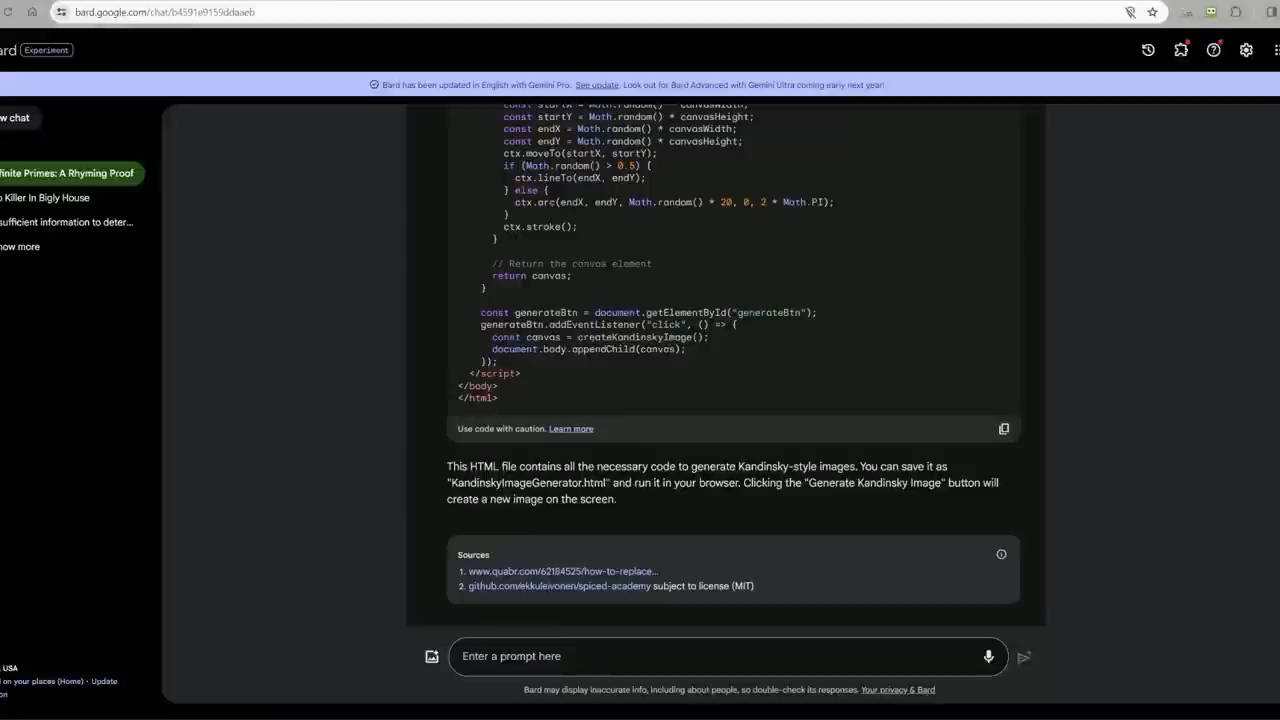 bard.google.com/chat/b4591e9159ddaaeb
ard Experiment
Bard has been updated in English with Gemini Pro. See update. Look out for Bard Advanced with Gemini Ultra coming early next year!
w chat
finite Primes: A Rhyming Proof
o Killer In Bigly House
sufficient information to deter...
how more
const startX = Math.random() * canvasWidth;
const startY = Math.random() * canvasHeight;
const endX = Math.random() * canvasWidth;
const endY = Math.random() * canvasHeight;
ctx.moveTo(startX, startY);
if (Math.random() > 0.5) {
ctx.lineTo(endX, endY);
} else {
ctx.arc(endX, endY, Math.random() * 20, 0, 2 * Math.PI);
}
ctx.stroke();
}
// Return the canvas element
return canvas;
}
const generateBtn = document.getElementById("generateBtn");
generateBtn.addEventListener("click", () => {
const canvas = createKandinskyImage();
document.body.appendChild(canvas);
});
</script>
</body>
</html>
Use code with caution. Learn more
This HTML file contains all the necessary code to generate Kandinsky-style images. You can save it as
"KandinskyImageGenerator.html" and run it in your browser. Clicking the "Generate Kandinsky Image" button will
create a new image on the screen.
Sources
1. www.quabr.com/62184525/how-to-replace...
2. github.com/ekkuleivonen/spiced-academy subject to license (MIT)
Enter a prompt here
, USA
d on your places (Home) • Update
on
Bard may display inaccurate info, including about people, so double-check its responses. Your privacy & Bard